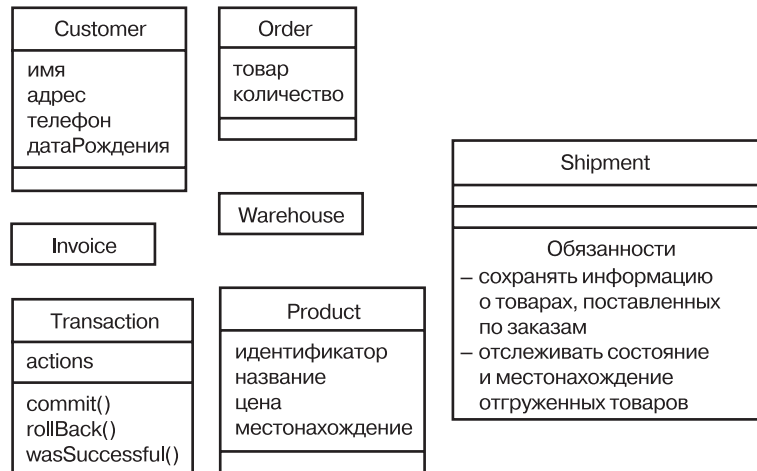 Customer
имя
адрес
телефон
датаРождения
Order
товар
количество
Invoice
Warehouse
Shipment
Обязанности
– сохранять информацию
о товарах, поставленных
по заказам
– отслеживать состояние
и местонахождение
отгруженных товаров
Transaction
actions
commit()
rollBack()
wasSuccessful()
Product
идентификатор
название
цена
местонахождение